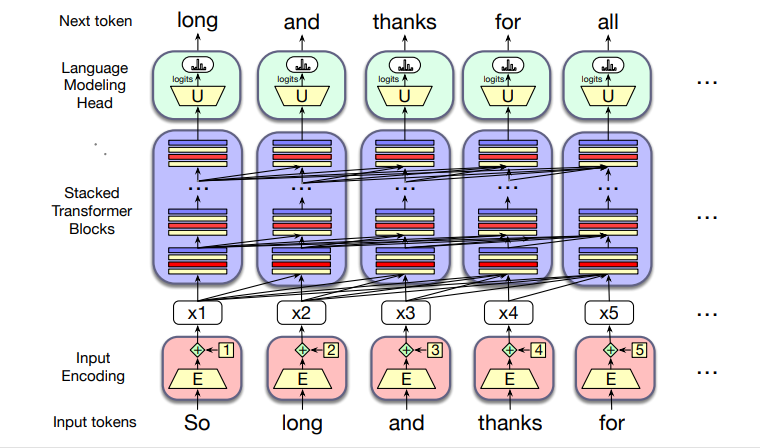 Next token long and thanks for all
Language
Modeling
Head
logits logits logits logits logits
U U U U U
...
Stacked
Transformer
Blocks
... ... ... ... ...
...
x1 x2 x3 x4 x5 ...
Input
Encoding
+ 1 + 2 + 3 + 4 + 5
E E E E E
...
Input tokens So long and thanks for